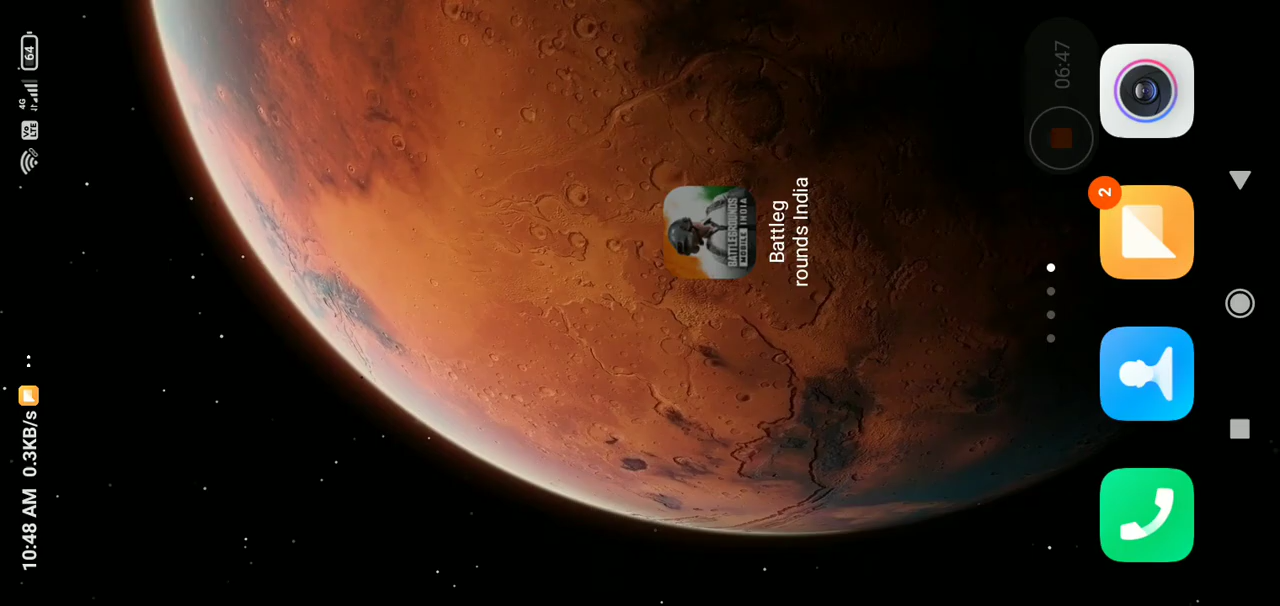 10:48 AM 0.3KB/s
4G
Vo
LTE
64
BATTLEGROUNDS
MOBILE INDIA
Battleg
rounds India
06:47
2